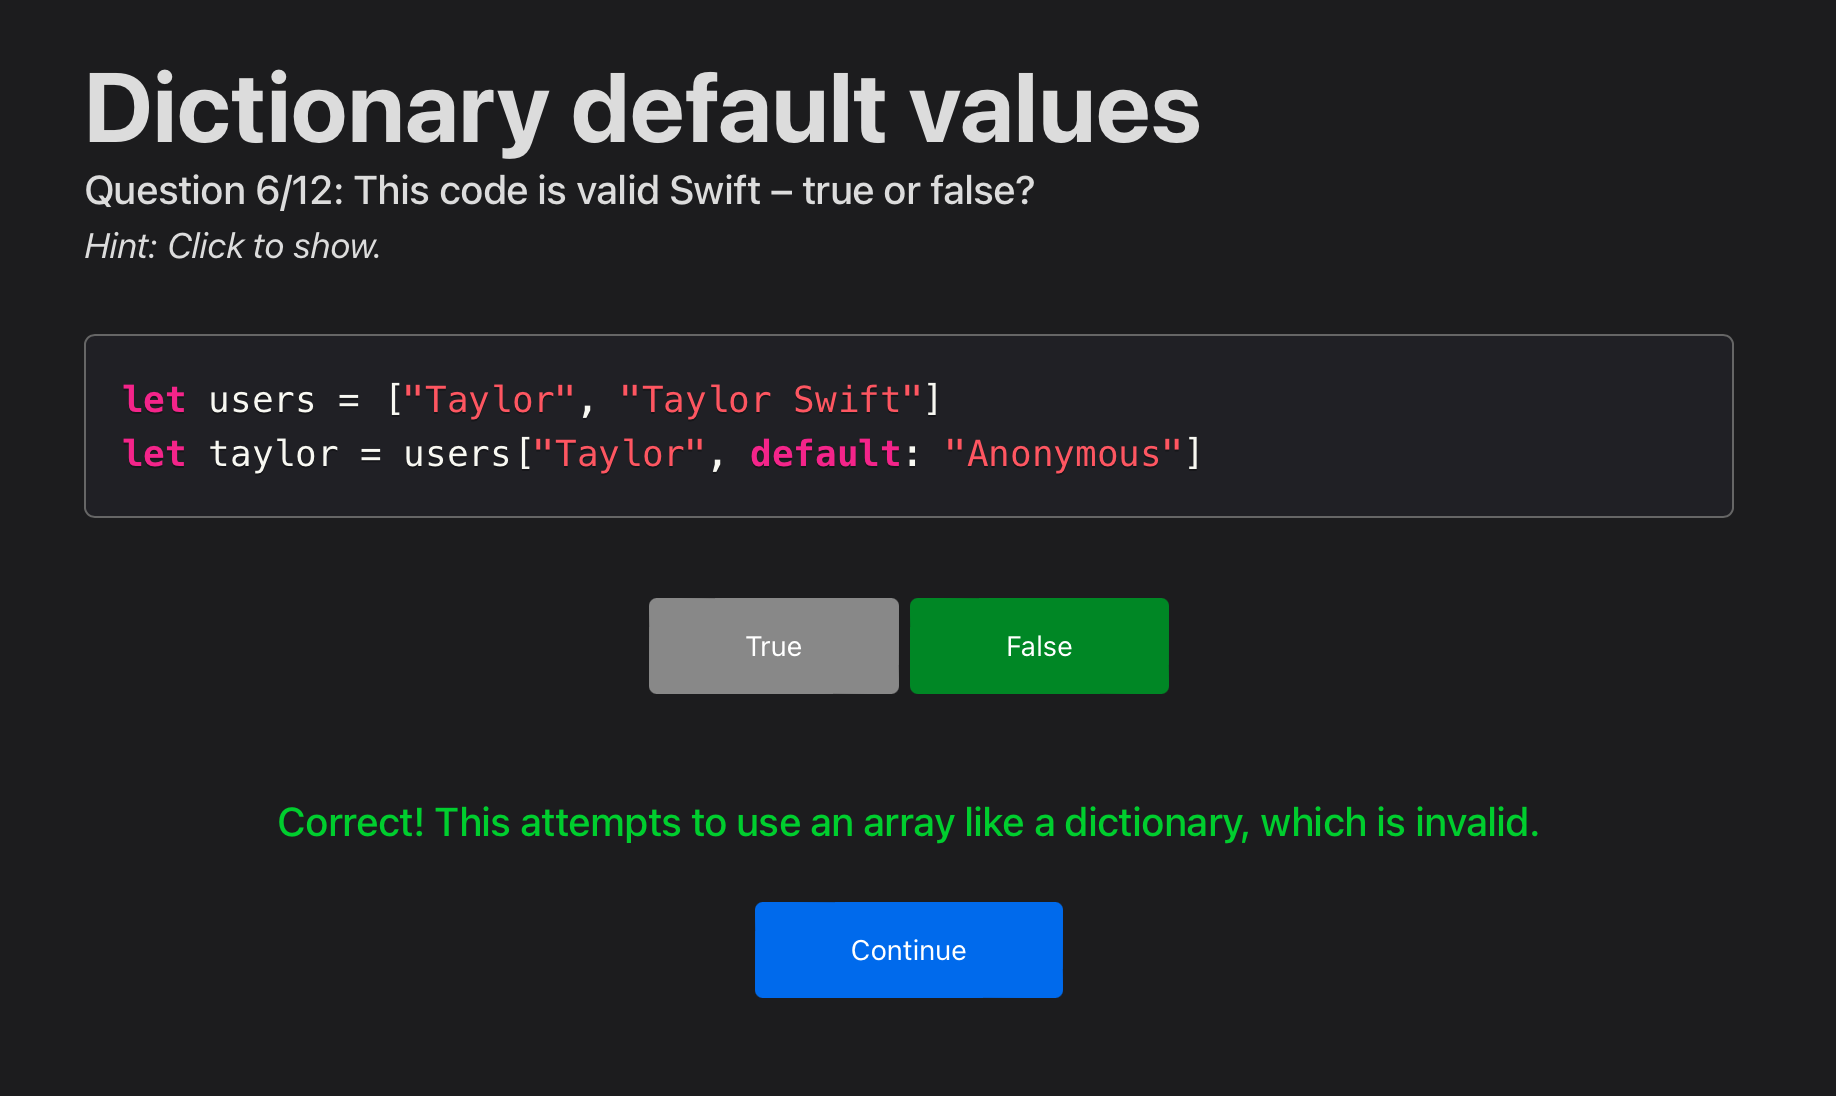 Dictionary default values
Question 6/12: This code is valid Swift – true or false?
Hint: Click to show.
let users = ["Taylor", "Taylor Swift"]
let taylor = users["Taylor", default: "Anonymous"]
True False
Correct! This attempts to use an array like a dictionary, which is invalid.
Continue